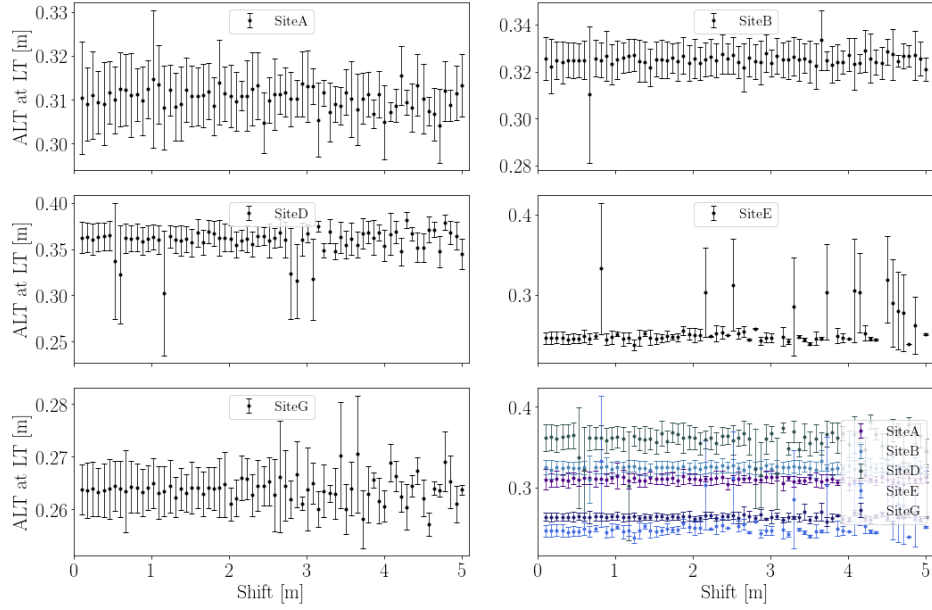 SiteA
0.33
0.32
0.31
0.30
ALT at LT [m]
SiteB
0.34
0.32
0.30
0.28
SiteD
0.40
0.35
0.30
0.25
ALT at LT [m]
SiteE
0.4
0.3
SiteG
0.28
0.27
0.26
ALT at LT [m]
0 1 2 3 4 5
Shift [m]
0.4
0.3
SiteA
SiteB
SiteD
SiteE
SiteG
0 1 2 3 4 5
Shift [m]